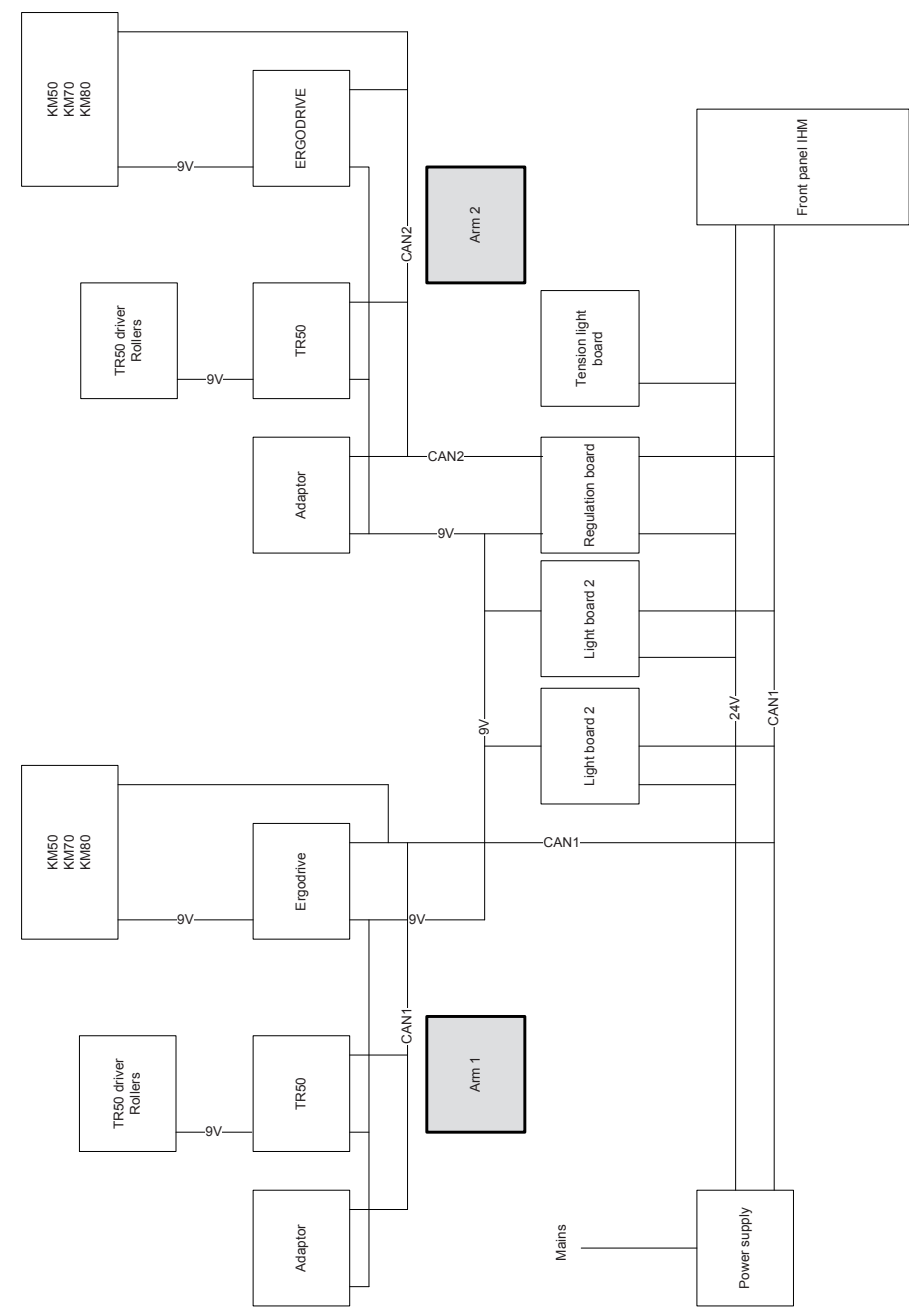 KM50
KM70
KM80
KM50
KM70
KM80
TR50 driver
Rollers
TR50 driver
Rollers
9V
9V
9V
9V
Adaptor
TR50
Ergodrive
Adaptor
TR50
ERGODRIVE
CAN1
9V
CAN2
9V
CAN2
Arm 1
Arm 2
9V
Mains
CAN1
Light board 2
Light board 2
Regulation board
Tension light
board
Power supply
24V
CAN1
Front panel IHM